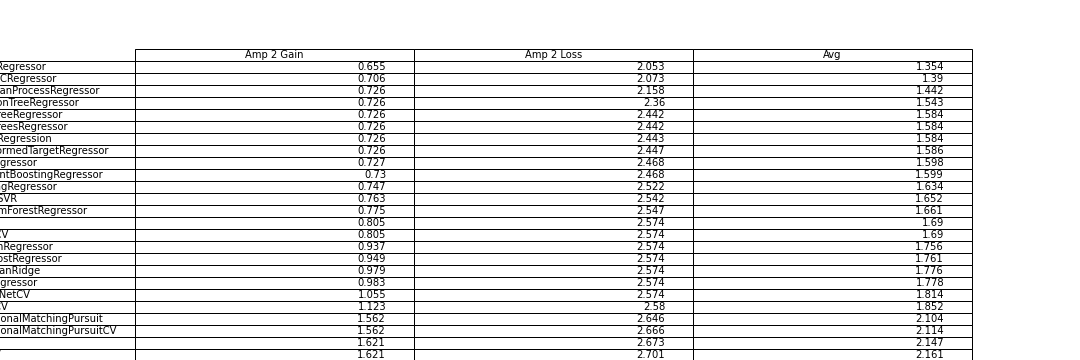 Amp 2 Gain Amp 2 Loss Avg
Regressor 0.655 2.053 1.354
CRegressor 0.706 2.073 1.39
anProcessRegressor 0.726 2.158 1.442
onTreeRegressor 0.726 2.36 1.543
reeRegressor 0.726 2.442 1.584
reesRegressor 0.726 2.442 1.584
Regression 0.726 2.443 1.584
ormedTargetRegressor 0.726 2.447 1.586
gressor 0.727 2.468 1.598
ntBoostingRegressor 0.73 2.468 1.599
ngRegressor 0.747 2.522 1.634
SVR 0.763 2.542 1.652
mForestRegressor 0.775 2.547 1.661
0.805 2.574 1.69
CV 0.805 2.574 1.69
nRegressor 0.937 2.574 1.756
ostRegressor 0.949 2.574 1.761
anRidge 0.979 2.574 1.776
gressor 0.983 2.574 1.778
NetCV 1.055 2.574 1.814
CV 1.123 2.58 1.852
onalMatchingPursuit 1.562 2.646 2.104
onalMatchingPursuitCV 1.562 2.666 2.114
1.621 2.673 2.147
1.621 2.701 2.161